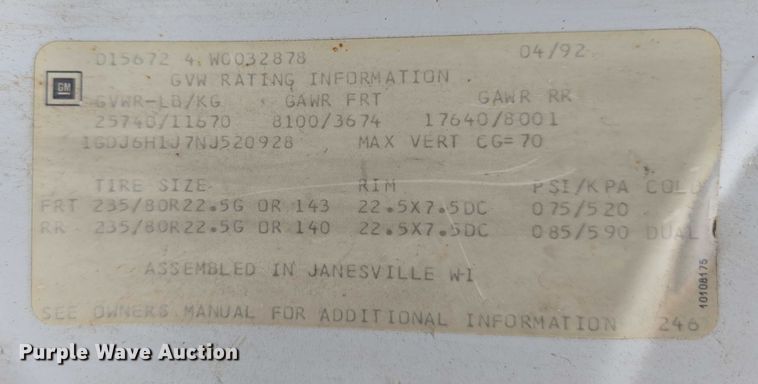 015672 4 WC032878 04/92
GVW RATING INFORMATION
GM
GVWR-LB/KG GAWR FRT GAWR RR
25740/11670 8100/3674 17640/8001
1GDJ6H1J7NJ520928 MAX VERT CG=70
TIRE SIZE RIM PSI/KPA COLD
FRT 235/80R22.5G OR 143 22.5X7.5DC 075/520
RR 235/80R22.5G OR 140 22.5X7.5DC 085/590 DUAL
ASSEMBLED IN JANESVILLE WI
10108175
SEE OWNERS MANUAL FOR ADDITIONAL INFORMATION 246
Purple Wave Auction